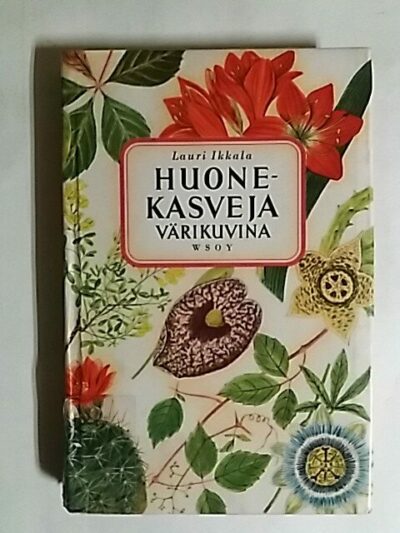 Lauri Ikkala
HUONE-
KASVEJA
VÄRIKUVINA
WSOY